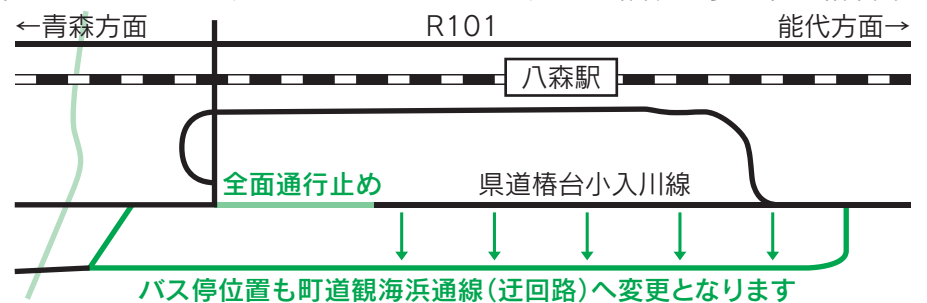 ←青森方面 R101 能代方面→
八森駅
全面通行止め 県道椿台小入川線
バス停位置も町道観海浜通線(迂回路)へ変更となります